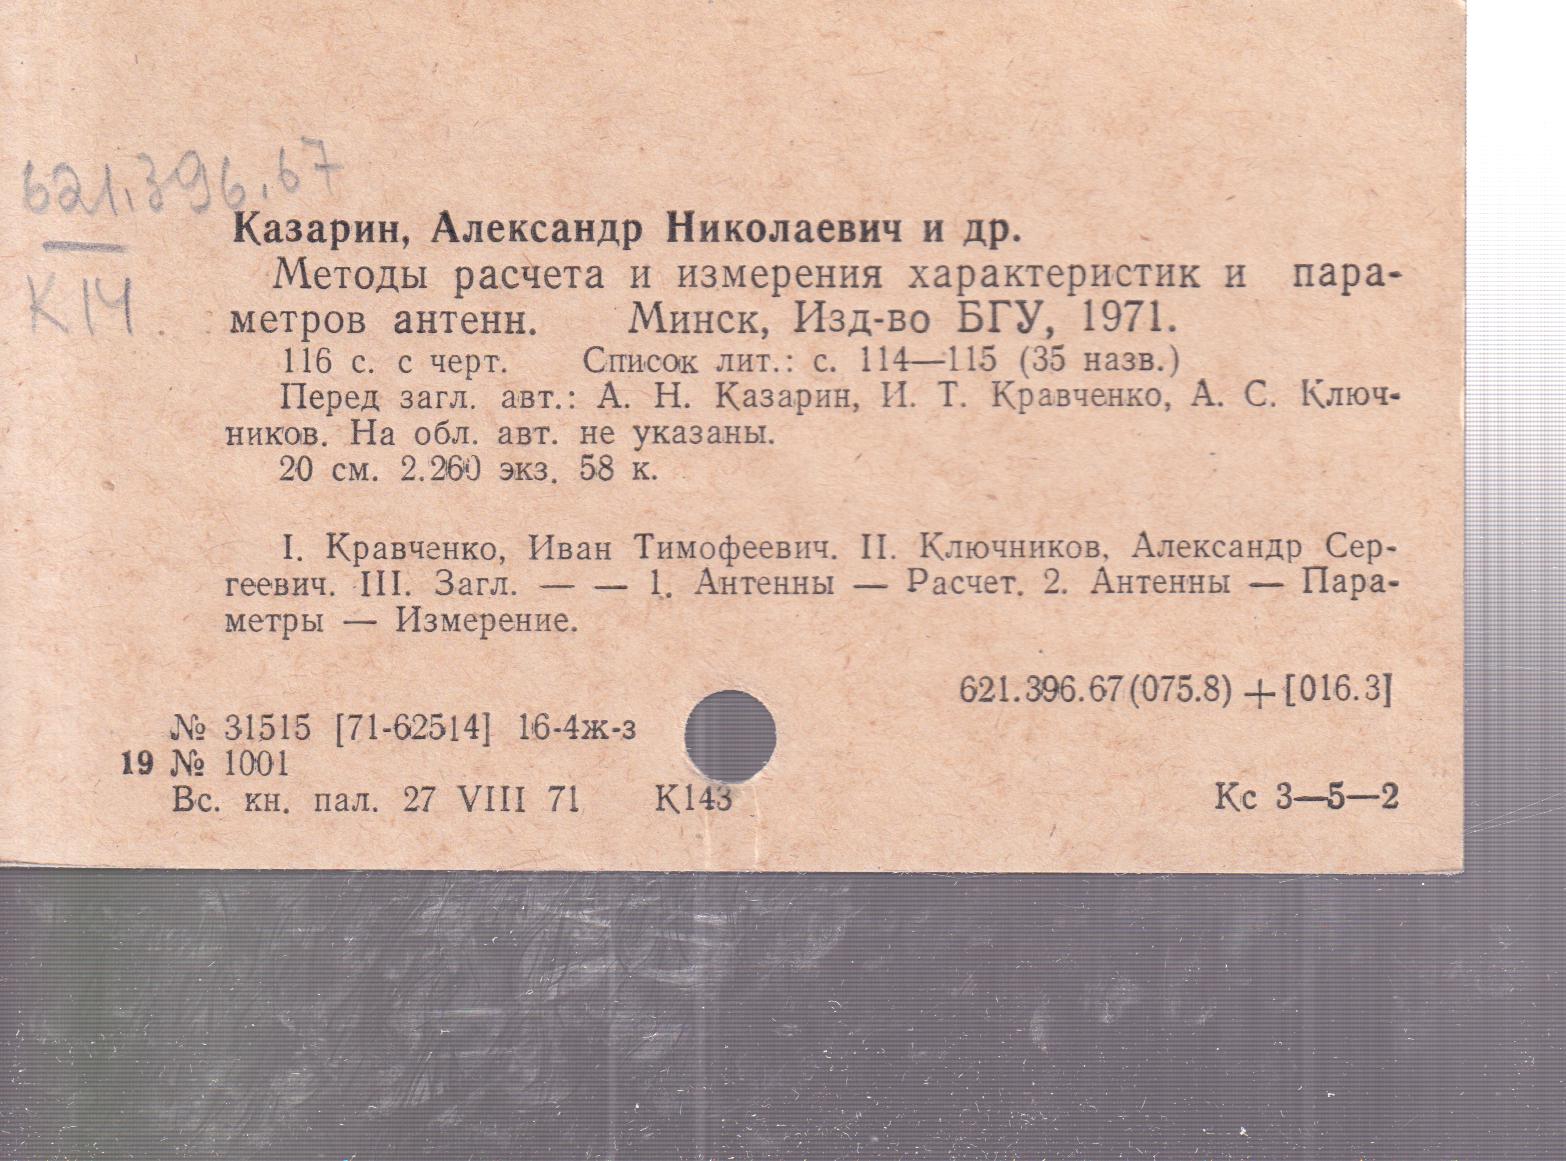 621.396.67
К14
Казарин, Александр Николаевич и др.
Методы расчета и измерения характеристик и пара-
метров антенн. Минск, Изд-во БГУ, 1971.
116 с. с черт. Список лит.: с. 114—115 (35 назв.)
Перед загл. авт.: А. Н. Казарин, И. Т. Кравченко, А. С. Ключ-
ников. На обл. авт. не указаны.
20 см. 2.260 экз. 58 к.
I. Кравченко, Иван Тимофеевич. II. Ключников, Александр Сер-
геевич. III. Загл. — — 1. Антенны — Расчет. 2. Антенны — Пара-
метры — Измерение.
621.396.67(075.8) + [016.3]
№ 31515 [71-62514] 16-4ж-з
19 № 1001
Вс. кн. пал. 27 VIII 71 К143 Кс 3—5—2